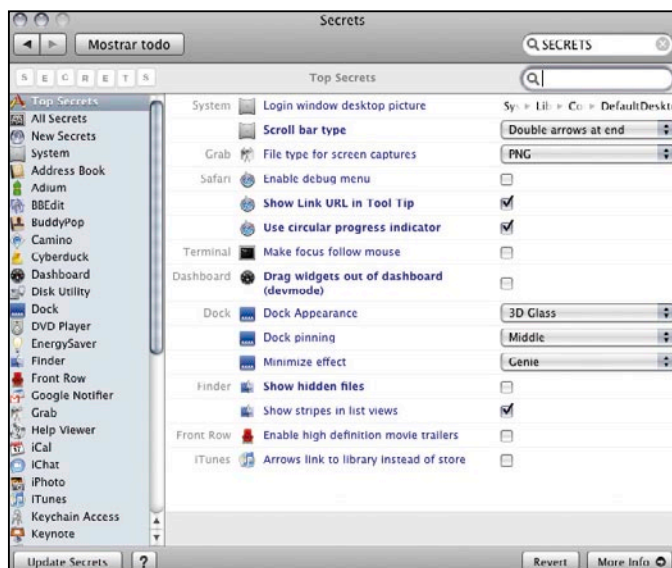 Secrets
Mostrar todo
SECRETS
S E C R E T S
Top Secrets
Top Secrets
All Secrets
New Secrets
System
Address Book
Adium
BBEdit
BuddyPop
Camino
Cyberduck
Dashboard
Disk Utility
Dock
DVD Player
EnergySaver
Finder
Front Row
Google Notifier
Grab
Help Viewer
iCal
iChat
iPhoto
iTunes
Keychain Access
Keynote
System Login window desktop picture Sy Lib Co DefaultDeskto
Scroll bar type Double arrows at end
Grab File type for screen captures PNG
Safari Enable debug menu
Show Link URL in Tool Tip
Use circular progress indicator
Terminal Make focus follow mouse
Dashboard Drag widgets out of dashboard
(devmode)
Dock Dock Appearance 3D Glass
Dock pinning Middle
Minimize effect Genie
Finder Show hidden files
Show stripes in list views
Front Row Enable high definition movie trailers
iTunes Arrows link to library instead of store
Update Secrets ? Revert More Info